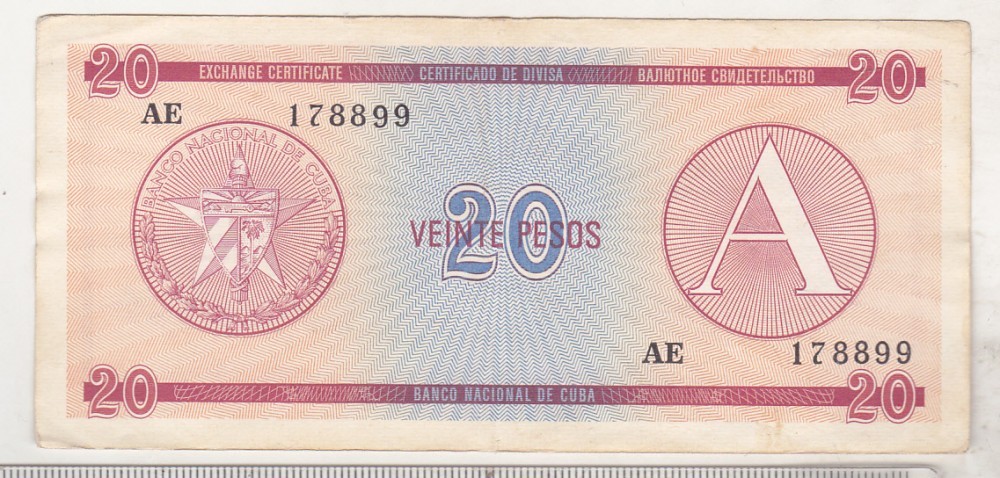 20 EXCHANGE CERTIFICATE CERTIFICADO DE DIVISA ВАЛЮТНОЕ СВИДЕТЕЛЬСТВО 20
AE 178899
BANCO NACIONAL DE CUBA
A
20
VEINTE PESOS
AE 178899
20 BANCO NACIONAL DE CUBA 20